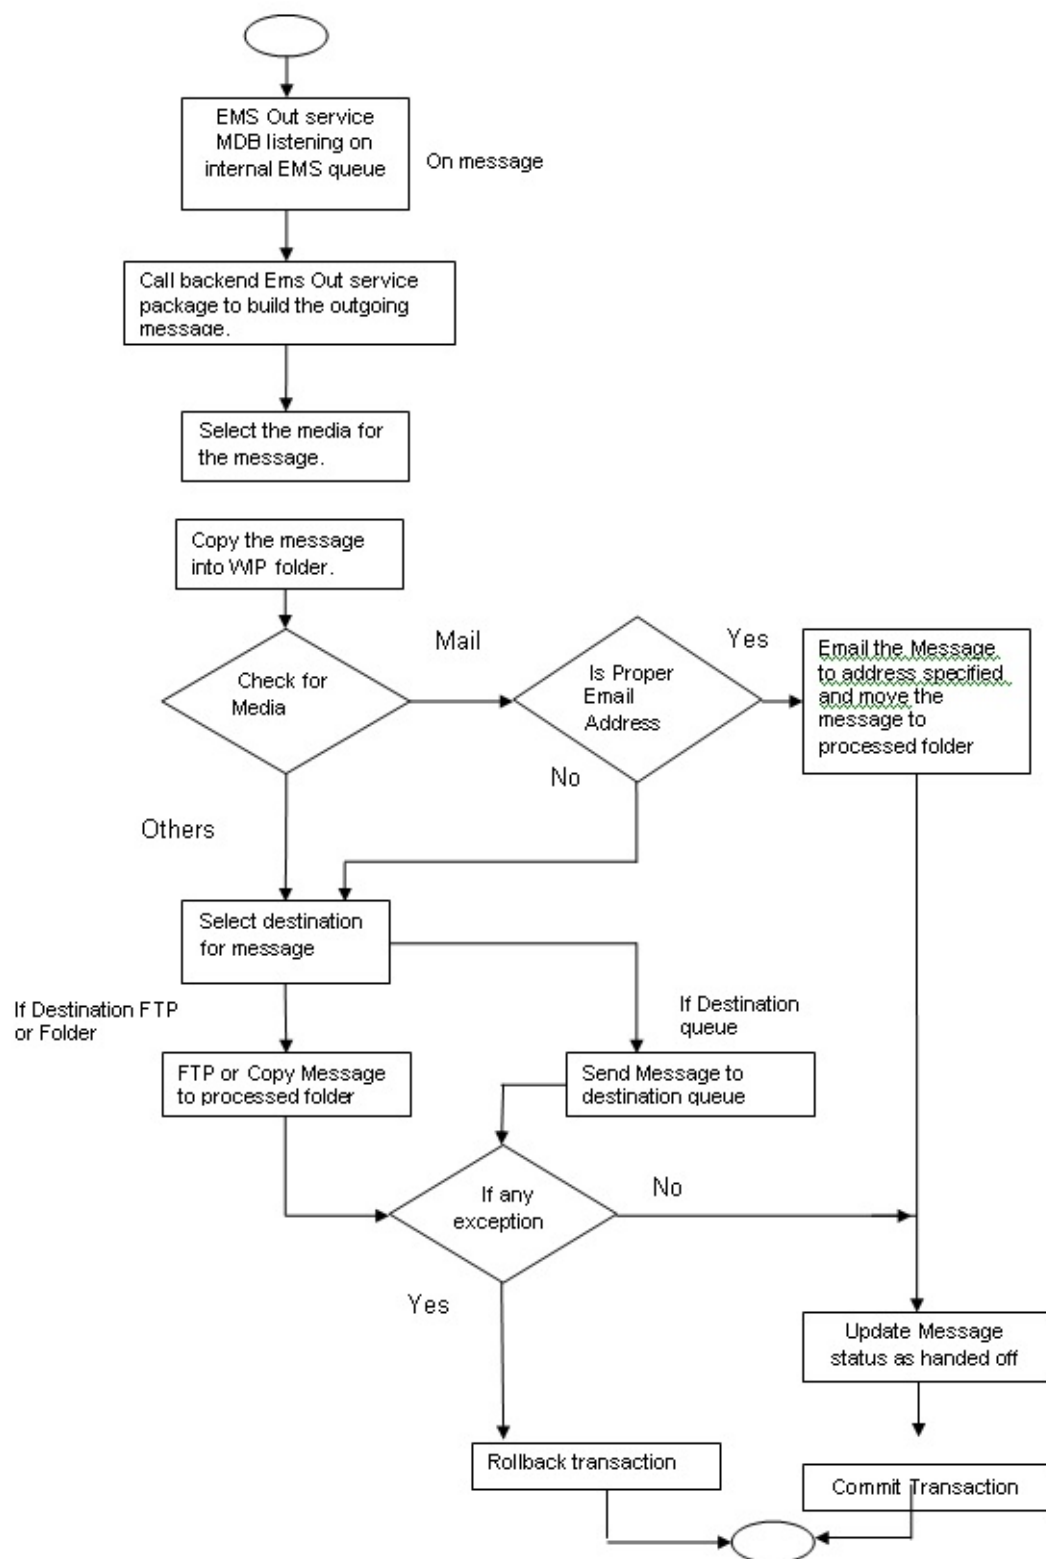 EMS Out service
MDB listening on
internal EMS queue
On message
Call backend Ems Out service
package to build the outgoing
message.
Select the media for
the message.
Copy the message
into WIP folder.
Check for
Media
Mail
Is Proper
Email
Address
Yes
Email the Message
to address specified
and move the
message to
processed folder
No
Others
Select destination
for message
If Destination FTP
or Folder
If Destination
queue
FTP or Copy Message
to processed folder
Send Message to
destination queue
If any
exception
No
Yes
Update Message
status as handed off
Rollback transaction
Commit Transaction